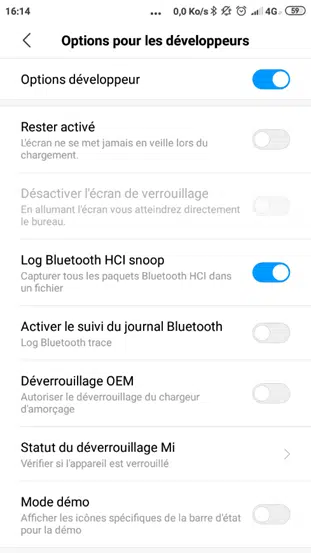 16:14 ... 0,0 Ko/s 4G 59
Options pour les développeurs
Options développeur
Rester activé
L'écran ne se met jamais en veille lors du
chargement.
Désactiver l'écran de verrouillage
En allumant l'écran vous atteindrez directement
le bureau.
Log Bluetooth HCI snoop
Capturer tous les paquets Bluetooth HCI dans
un fichier
Activer le suivi du journal Bluetooth
Log Bluetooth trace
Déverrouillage OEM
Autoriser le déverrouillage du chargeur
d'amorçage
Statut du déverrouillage Mi
Vérifier si l'appareil est verrouillé
Mode démo
Afficher les icônes spécifiques de la barre d'état
pour la démo